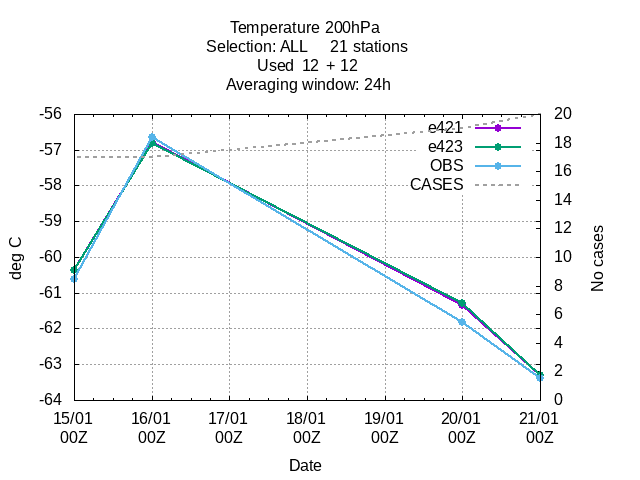 Temperature 200hPa
Selection: ALL 21 stations
Used 12 + 12
Averaging window: 24h
-56
-57
-58
-59
-60
-61
-62
-63
-64
deg C
20
18
16
14
12
10
8
6
4
2
0
No cases
e421
e423
OBS
CASES
15/01 16/01 17/01 18/01 19/01 20/01 21/01
00Z 00Z 00Z 00Z 00Z 00Z 00Z
Date